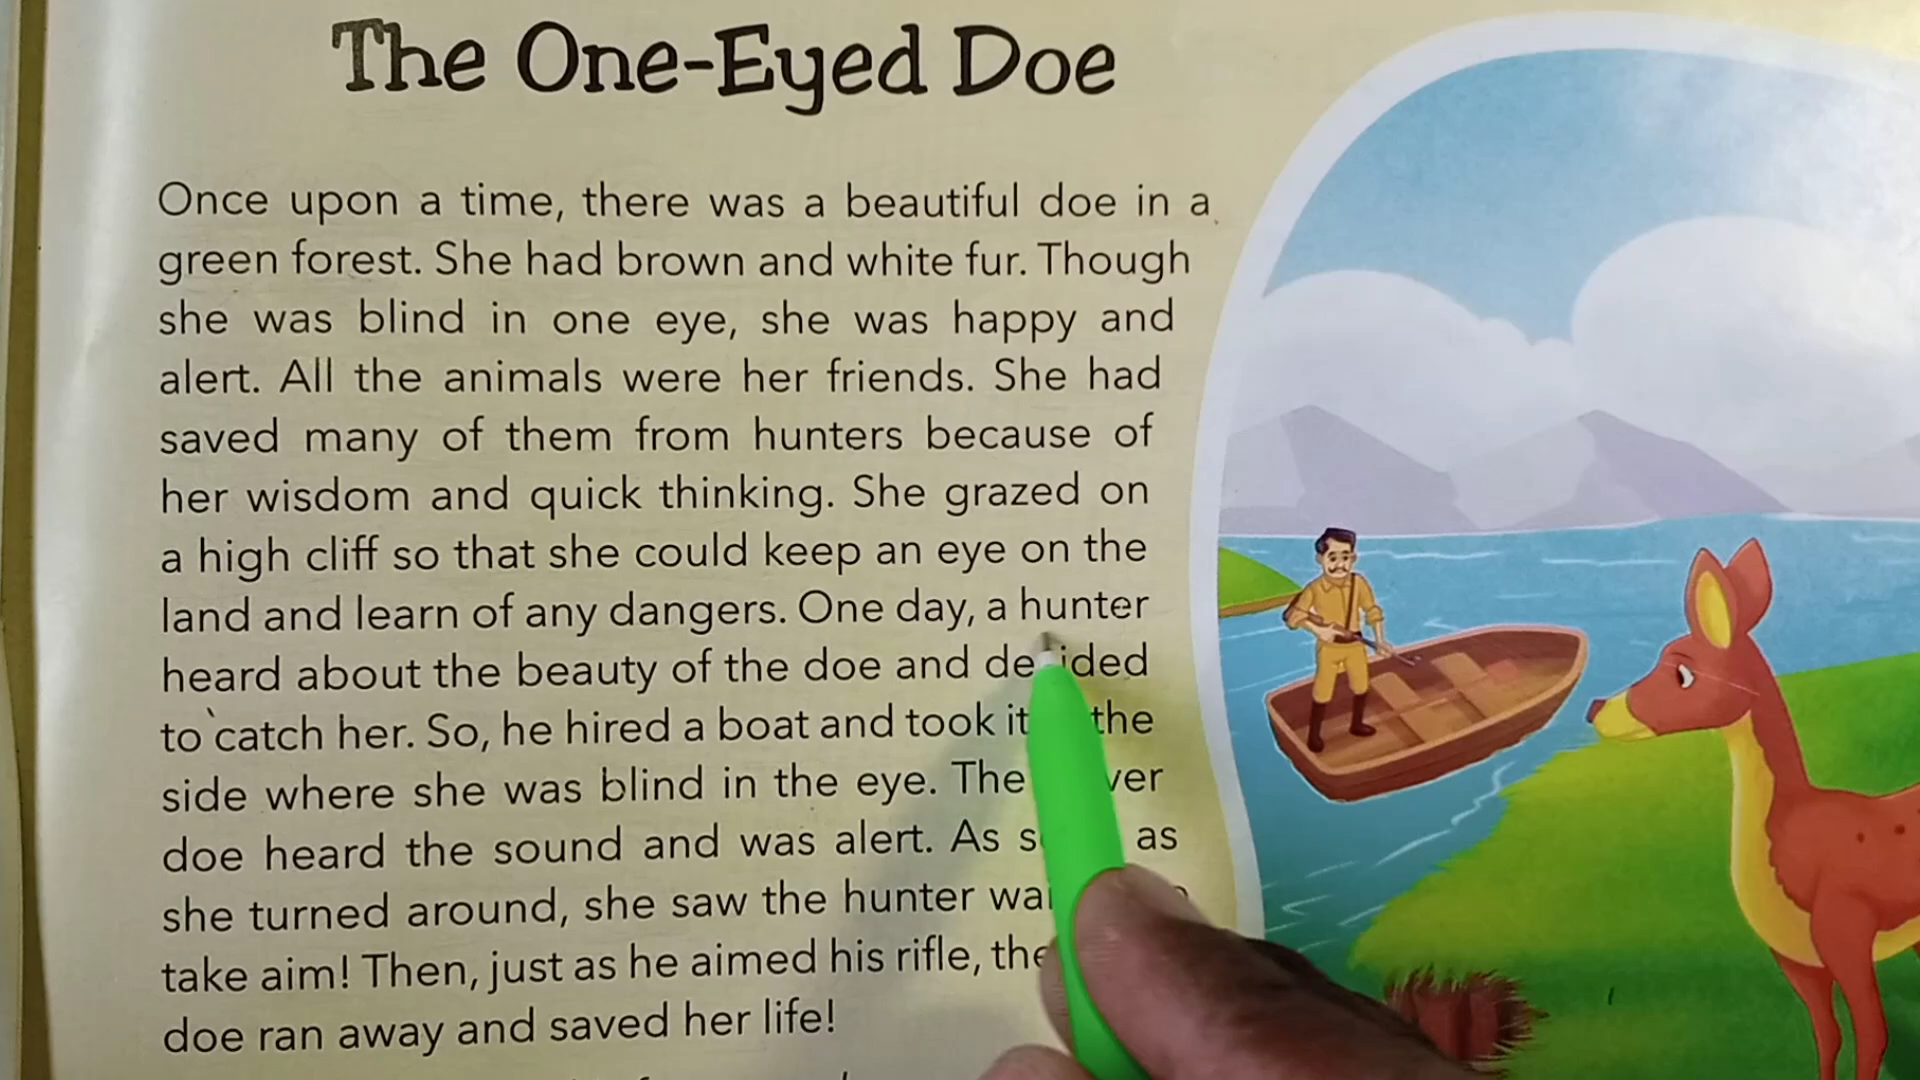 The One-Eyed Doe
Once upon a time, there was a beautiful doe in a
green forest. She had brown and white fur. Though
she was blind in one eye, she was happy and
alert. All the animals were her friends. She had
saved many of them from hunters because of
her wisdom and quick thinking. She grazed on
a high cliff so that she could keep an eye on the
land and learn of any dangers. One day, a hunter
heard about the beauty of the doe and decided
to catch her. So, he hired a boat and took it the
side where she was blind in the eye. The
doe heard the sound and was alert. As as
she turned around, she saw the hunter
take aim! Then, just as he aimed his rifle, the
doe ran away and saved her life!